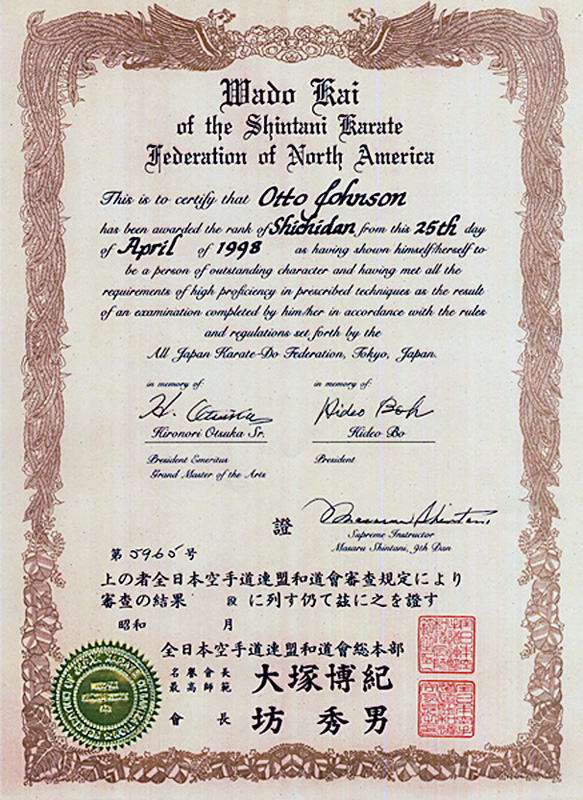 Wado Kai
of the Shintani Karate
Federation of North America
This is to certify that Otto Johnson
has been awarded the rank of Shichidan from this 25th day
of April of 1998 as having shown himself/herself to
be a person of outstanding character and having met all the
requirements of high proficiency in prescribed techniques as the result
of an examination completed by him/her in accordance with the rules
and regulations set forth by the
All Japan Karate-Do Federation, Tokyo, Japan.
in memory of: in memory of:
H. Otsuka Hideo Boh
Hironori Otsuka Sr. Hideo Bo
President Emeritus President
Grand Master of the Arts
證 Masaru Shintani
Supreme Instructor
Masaru Shintani, 9th Dan
第5965号
上の者全日本空手道連盟和道會審査規定により
審査の結果 段 に列す仍て茲に之を證す
昭和 月
全日本空手道連盟和道會総本部
名誉会長
最高師範 大塚博紀
會長 坊秀男